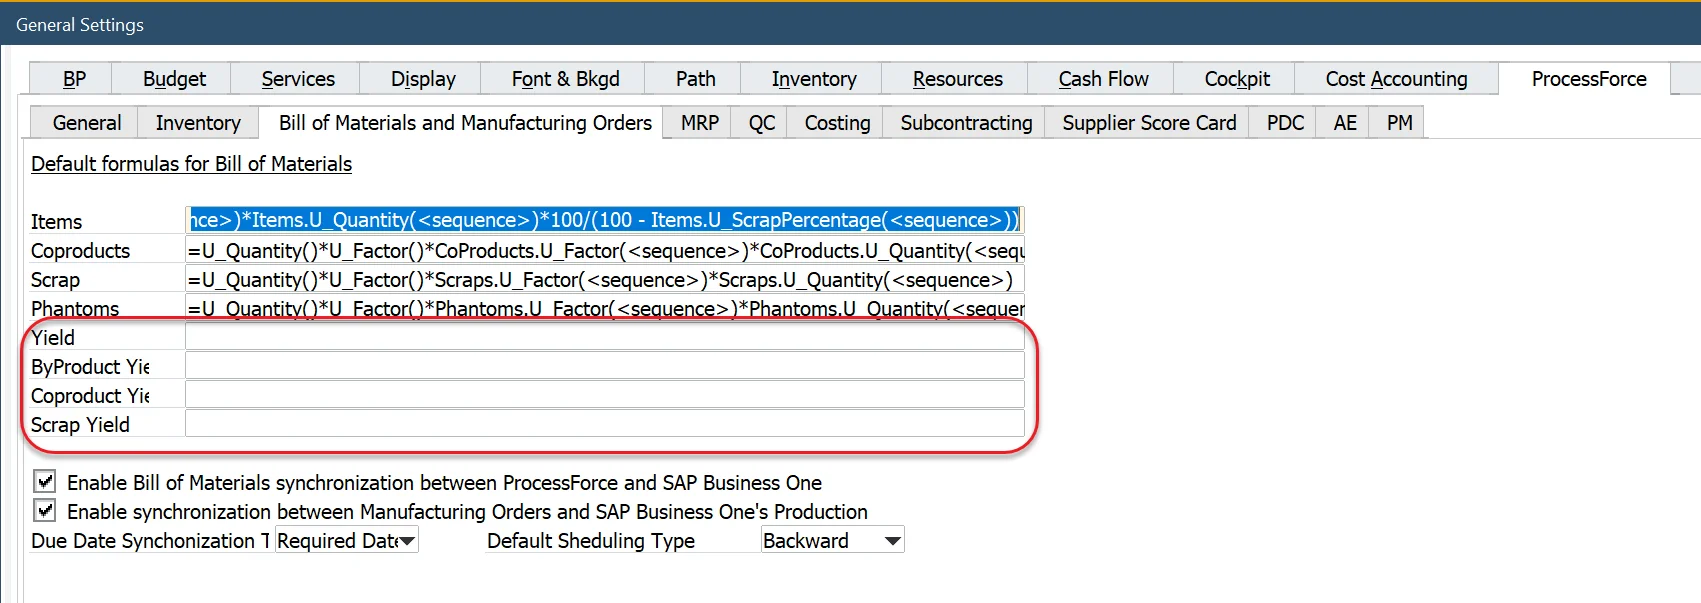 General Settings
BP Budget Services Display Font & Bkgd Path Inventory Resources Cash Flow Cockpit Cost Accounting ProcessForce
General Inventory Bill of Materials and Manufacturing Orders MRP QC Costing Subcontracting Supplier Score Card PDC AE PM
Default formulas for Bill of Materials
Items nce>)*Items.U_Quantity(<sequence>)*100/(100 - Items.U_ScrapPercentage(<sequence>))
Coproducts =U_Quantity()*U_Factor()*CoProducts.U_Factor(<sequence>)*CoProducts.U_Quantity(<sequ
Scrap =U_Quantity()*U_Factor()*Scraps.U_Factor(<sequence>)*Scraps.U_Quantity(<sequence>)
Phantoms =U_Quantity()*U_Factor()*Phantoms.U_Factor(<sequence>)*Phantoms.U_Quantity(<sequer
Yield
ByProduct Yie
Coproduct Yie
Scrap Yield
Enable Bill of Materials synchronization between ProcessForce and SAP Business One
Enable synchronization between Manufacturing Orders and SAP Business One's Production
Due Date Synchonization T Required Date Default Sheduling Type Backward